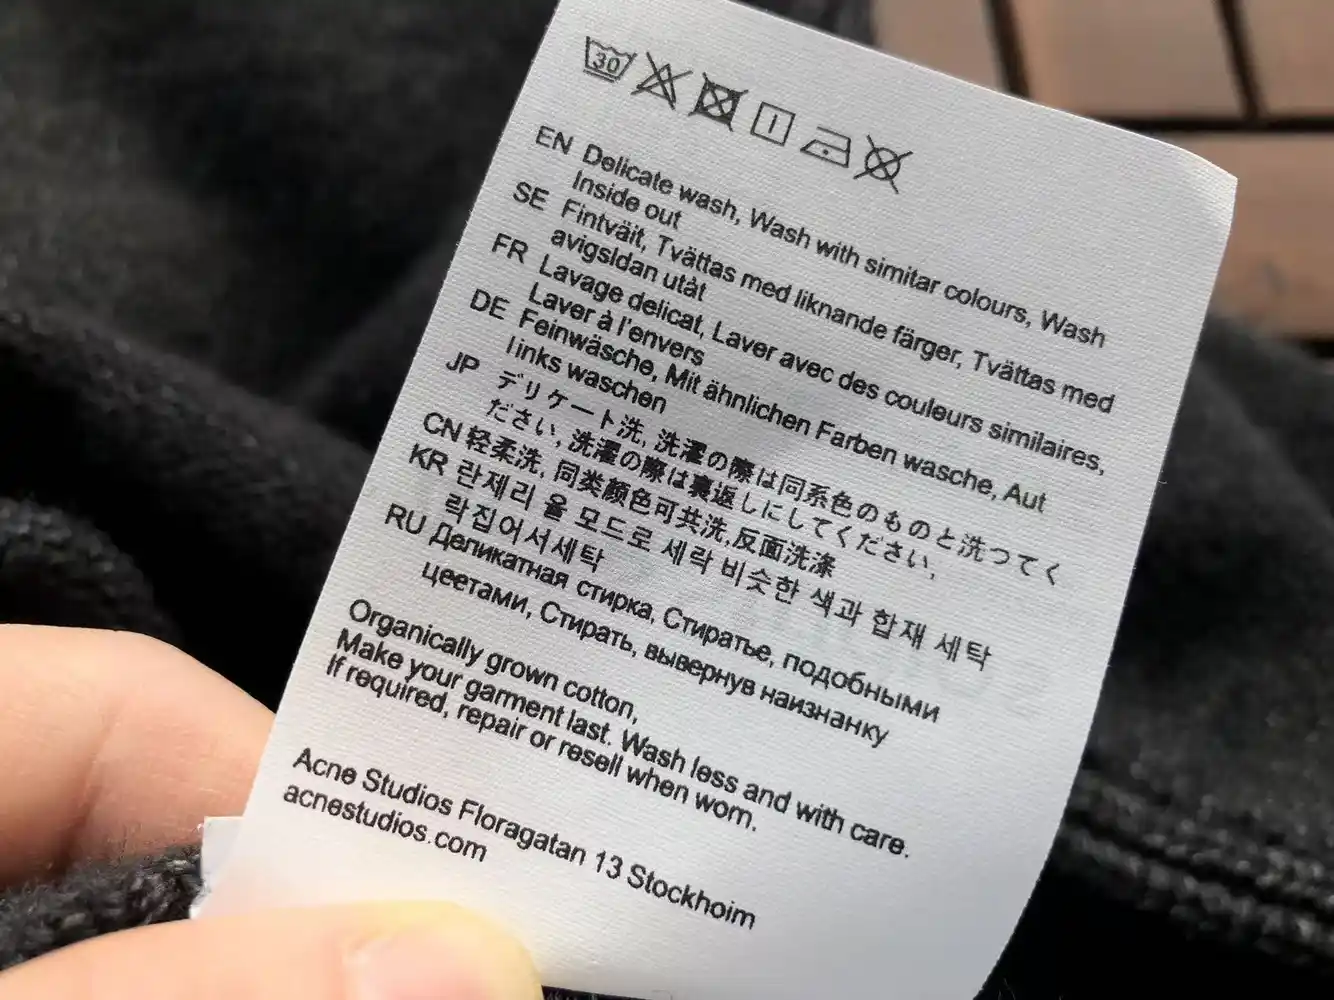 30
EN Delicate wash, Wash with simitar colours, Wash
Inside out
SE Fintväit, Tvättas med liknande färger, Tvättas med
avigsldan utåt
FR Lavage delicat, Laver avec des couleurs similaires,
Laver à l'envers
DE Feinwäsche, Mit ähnlichen Farben wasche, Aut
links waschen
JP デリケート洗, 洗濯の際は同系色のものと洗つてく
ださい, 洗濯の際は裏返しにしてください,
CN 轻柔洗, 同类颜色可共洗,反面洗涤
KR 란제리 울 모드로 세락 비슷한 색과 합재 세탁
락집어서세탁
RU Деликатная стирка, Стиратье, подобными
цеетами, Стирать, вывернув наизнанку
Organically grown cotton,
Make your garment last. Wash less and with care.
If required, repair or resell when worn.
Acne Studios Floragatan 13 Stockhoim
acnestudios.com